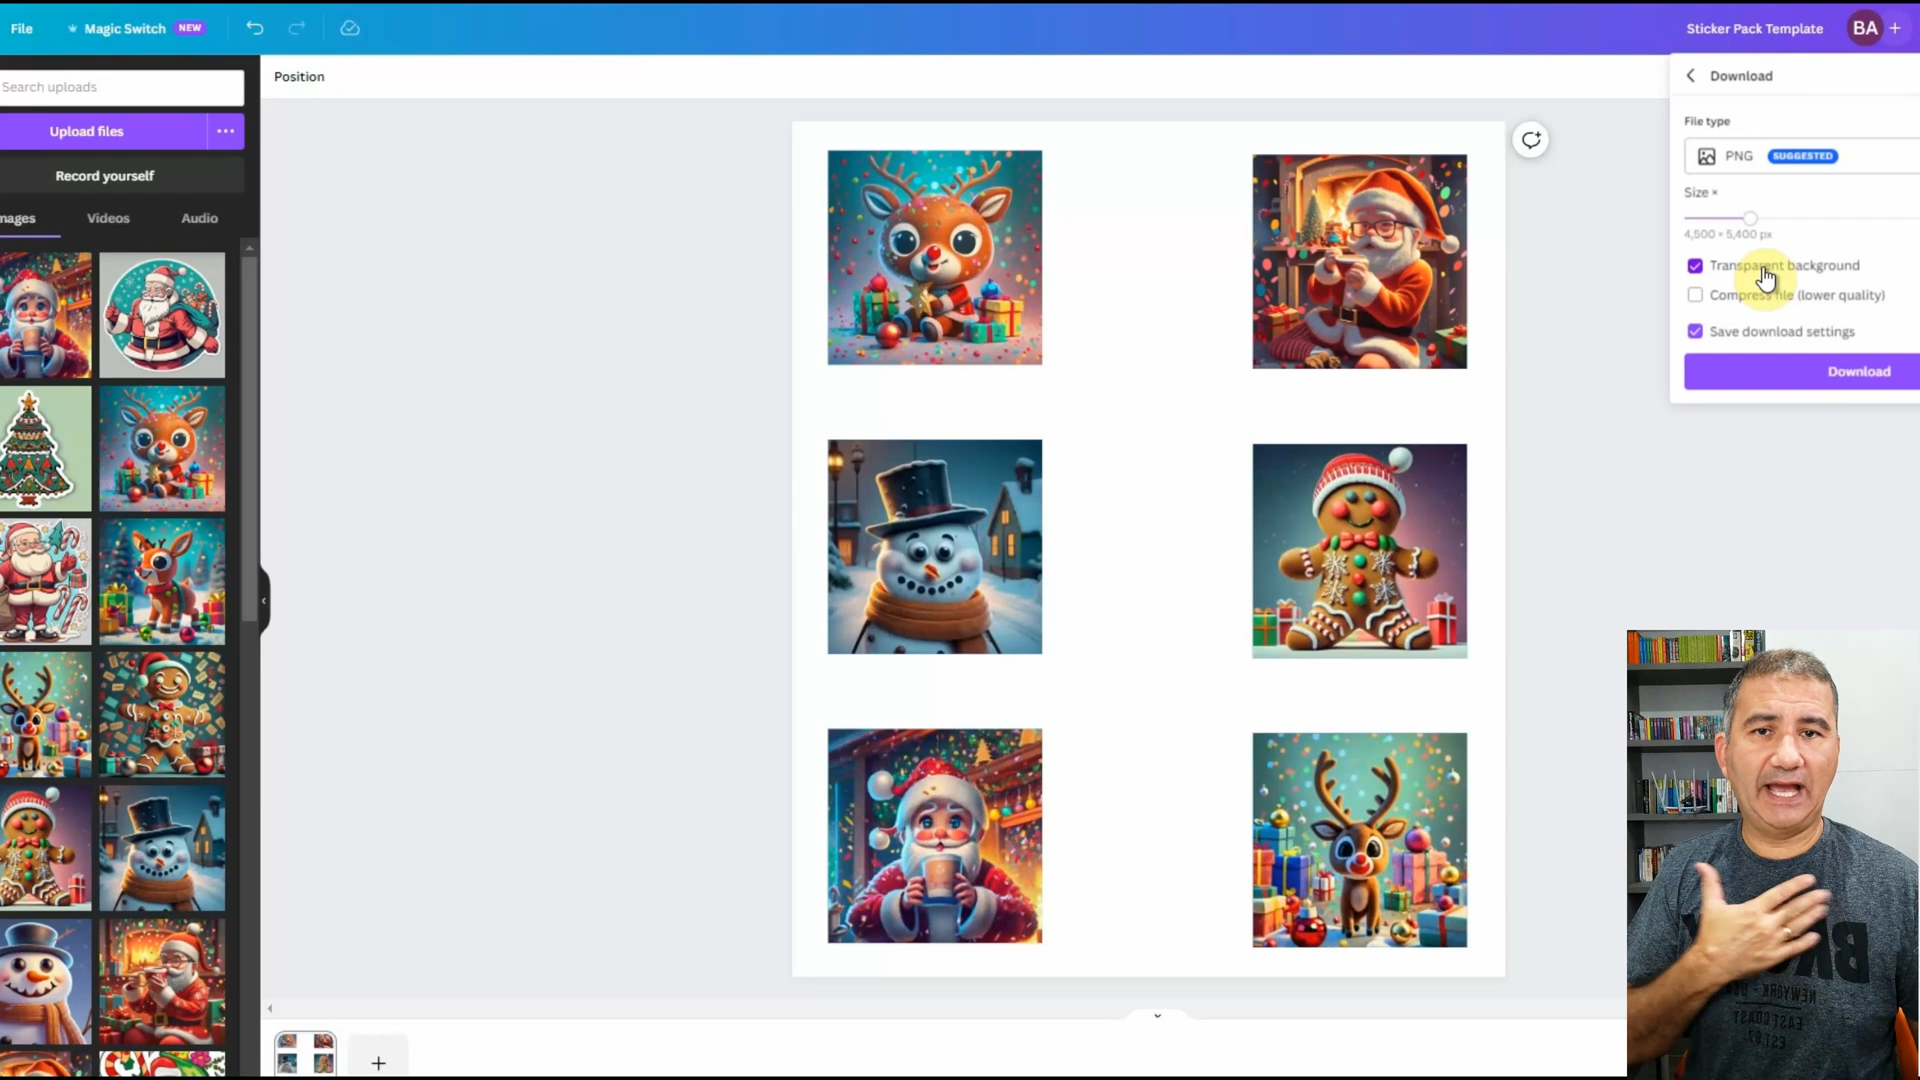 File
Magic Switch NEW
Sticker Pack Template
BA
Search uploads
Upload files
Record yourself
mages
Videos
Audio
Position
Download
File type
PNG SUGGESTED
Size ×
4,500 × 5,400 px
Transparent background
Compress file (lower quality)
Save download settings
Download